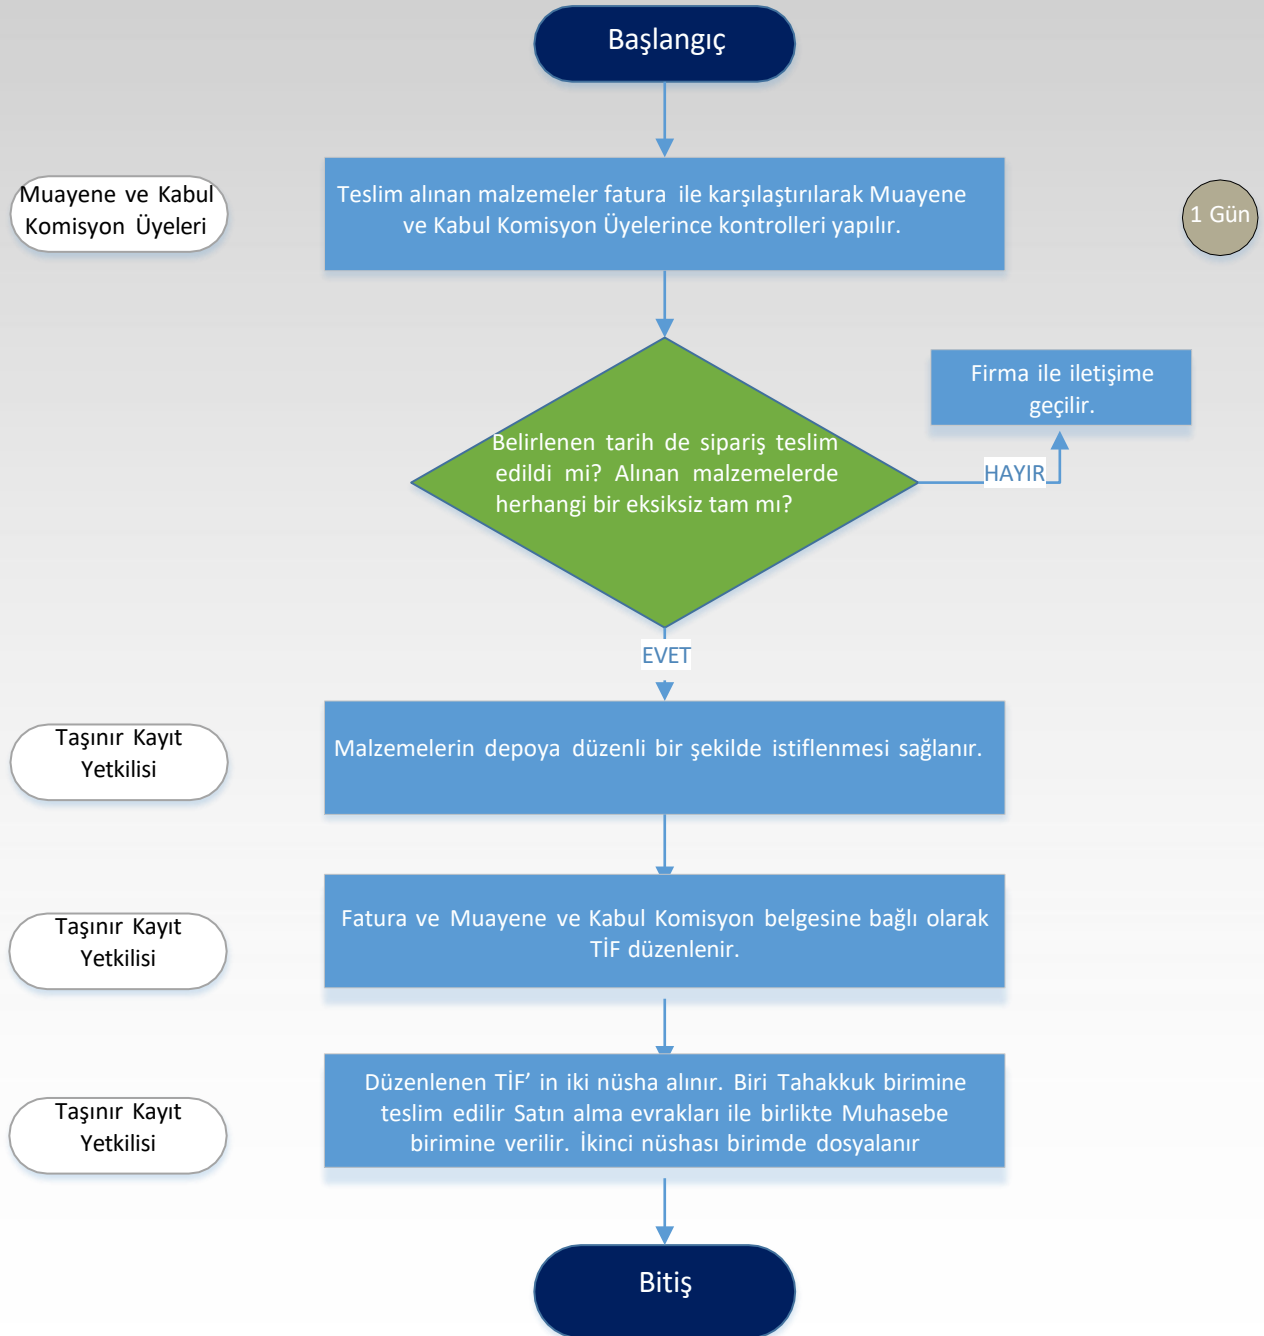 Başlangıç
Muayene ve Kabul
Komisyon Üyeleri
Teslim alınan malzemeler fatura ile karşılaştırılarak Muayene
ve Kabul Komisyon Üyelerince kontrolleri yapılır.
1 Gün
Firma ile iletişime
geçilir.
Belirlenen tarih de sipariş teslim
edildi mi? Alınan malzemelerde
herhangi bir eksiksiz tam mı?
HAYIR
EVET
Taşınır Kayıt
Yetkilisi
Malzemelerin depoya düzenli bir şekilde istiflenmesi sağlanır.
Taşınır Kayıt
Yetkilisi
Fatura ve Muayene ve Kabul Komisyon belgesine bağlı olarak
TİF düzenlenir.
Taşınır Kayıt
Yetkilisi
Düzenlenen TİF’ in iki nüsha alınır. Biri Tahakkuk birimine
teslim edilir Satın alma evrakları ile birlikte Muhasebe
birimine verilir. İkinci nüshası birimde dosyalanır
Bitiş